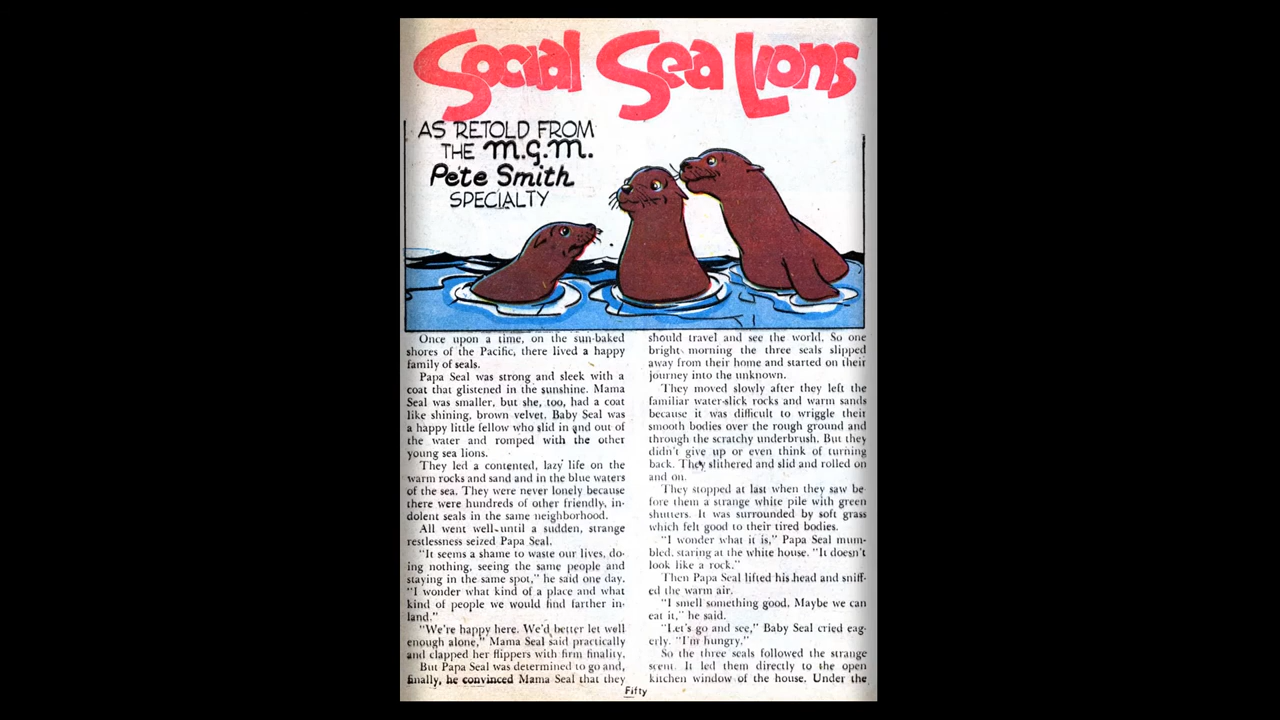 Social Sea Lions
AS RETOLD FROM
THE M.G.M.
Pete Smith
SPECIALTY
Once upon a time, on the sun-baked
shores of the Pacific, there lived a happy
family of seals.
Papa Seal was strong and sleek with a
coat that glistened in the sunshine. Mama
Seal was smaller, but she, too, had a coat
like shining, brown velvet. Baby Seal was
a happy little fellow who slid in and out of
the water and romped with the other
young sea lions.
They led a contented, lazy life on the
warm rocks and sand and in the blue waters
of the sea. They were never lonely because
there were hundreds of other friendly, in-
dolent seals in the same neighborhood.
All went well until a sudden, strange
restlessness seized Papa Seal.
"It seems a shame to waste our lives, do-
ing nothing, seeing the same people and
staying in the same spot," he said one day.
"I wonder what kind of a place and what
kind of people we would find farther in-
land."
"We're happy here. We'd better let well
enough alone," Mama Seal said practically
and clapped her flippers with firm finality.
But Papa Seal was determined to go and,
finally, he convinced Mama Seal that they
should travel and see the world. So one
bright morning the three seals slipped
away from their home and started on their
journey into the unknown.
They moved slowly after they left the
familiar water-slick rocks and warm sands
because it was difficult to wriggle their
smooth bodies over the rough ground and
through the scratchy underbrush. But they
didn't give up or even think of turning
back. They slithered and slid and rolled on
and on.
They stopped at last when they saw be-
fore them a strange white pile with green
shutters. It was surrounded by soft grass
which felt good to their tired bodies.
"I wonder what it is," Papa Seal mum-
bled, staring at the white house. "It doesn't
look like a rock."
Then Papa Seal lifted his head and sniff-
ed the warm air.
"I smell something good. Maybe we can
eat it," he said.
"Let's go and see," Baby Seal cried eag-
erly. "I'm hungry."
So the three seals followed the strange
scent. It led them directly to the open
kitchen window of the house. Under the
Fifty